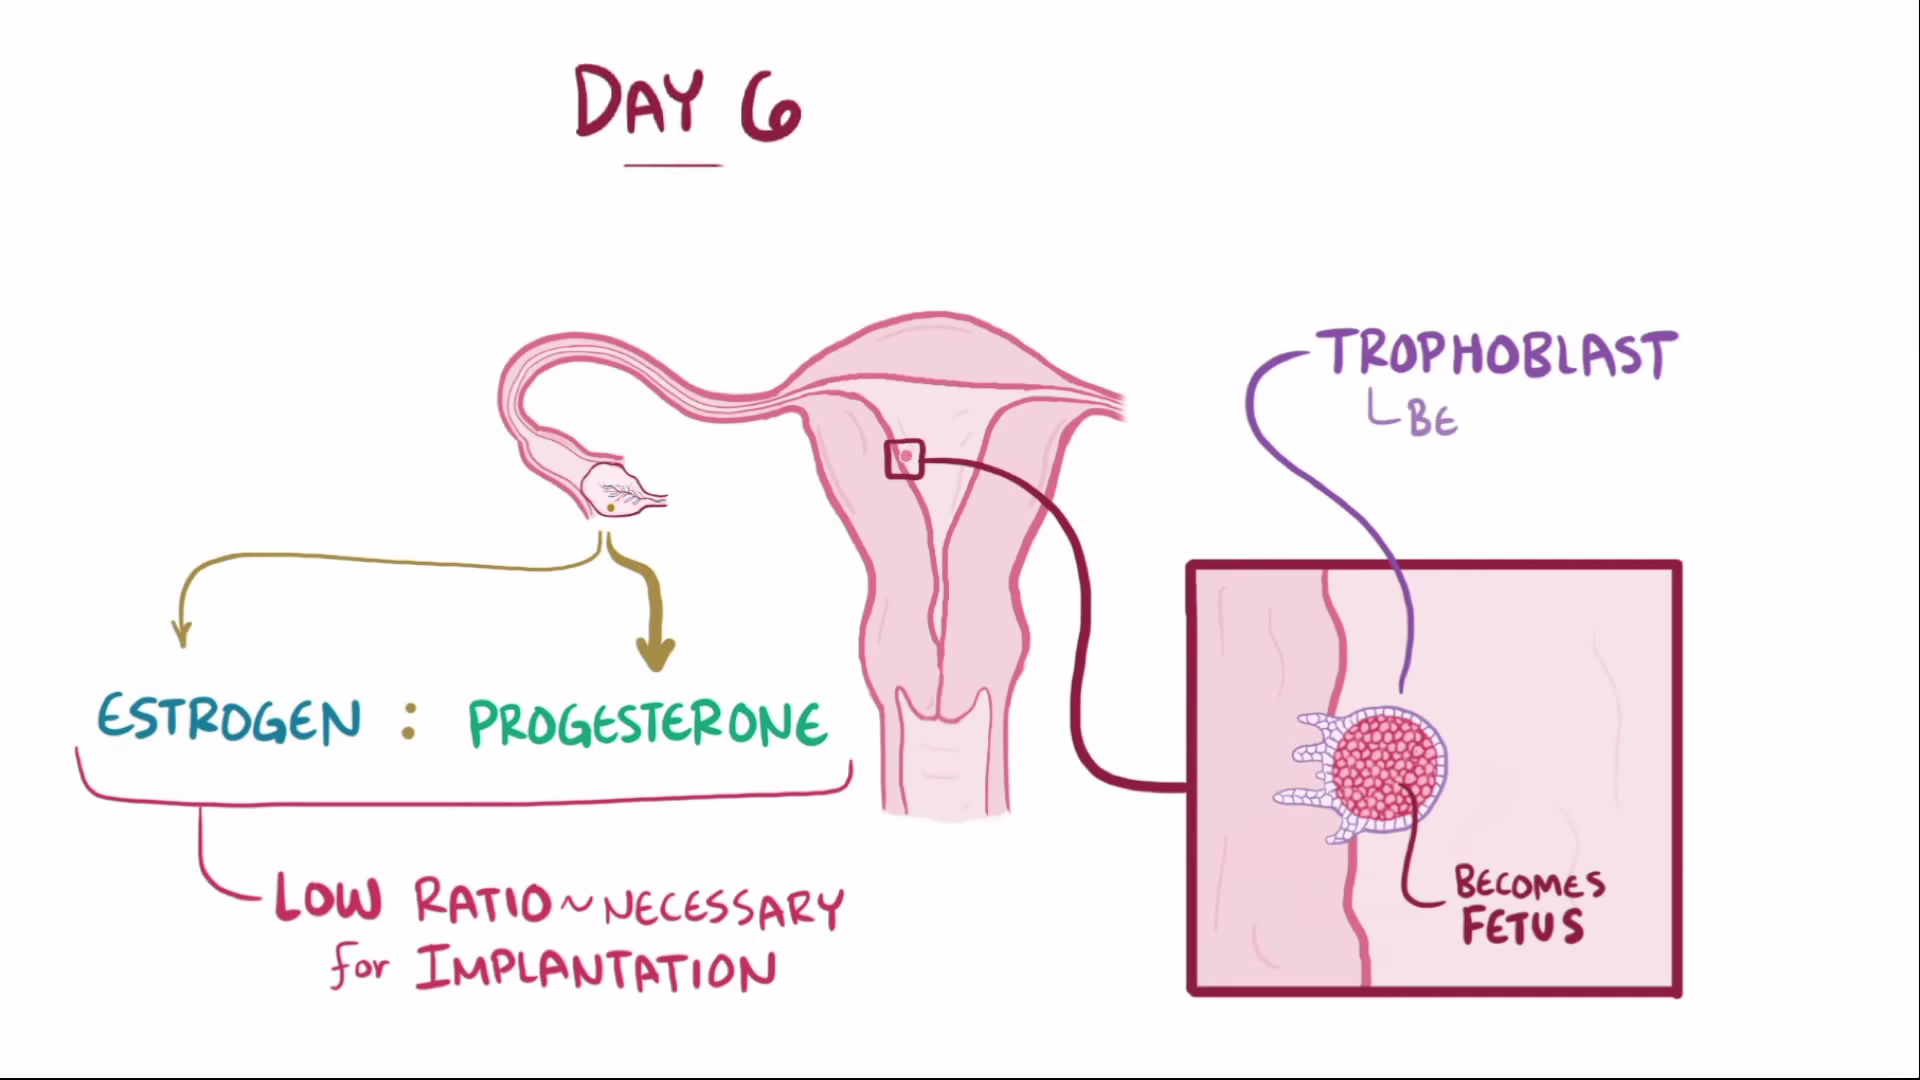 DAY 6
TROPHOBLAST
BE
ESTROGEN : PROGESTERONE
LOW RATIO ~ NECESSARY
for IMPLANTATION
BECOMES
FETUS